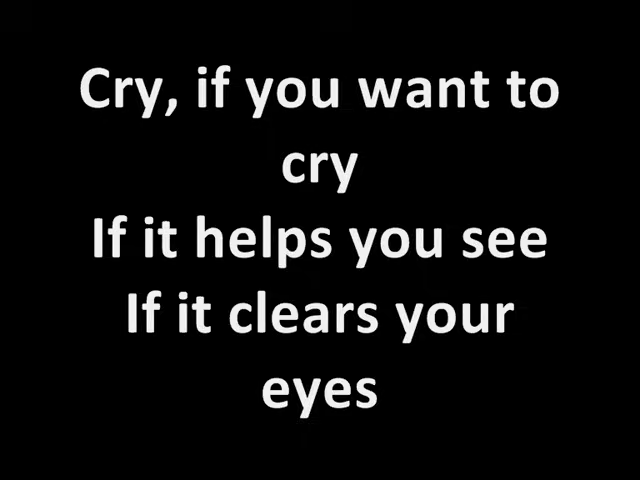 Cry, if you want to
cry
If it helps you see
If it clears your
eyes